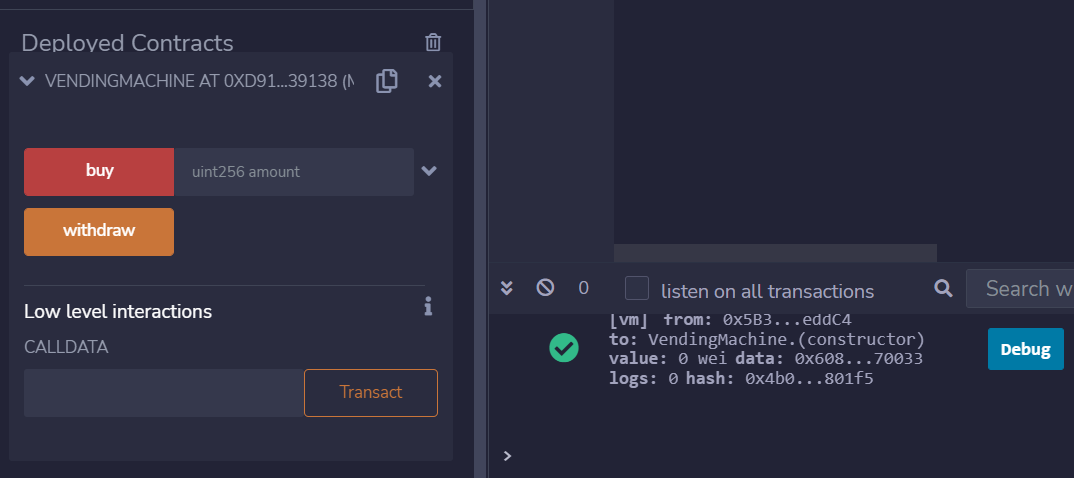 Deployed Contracts
VENDINGMACHINE AT 0XD91...39138 (M
buy
uint256 amount
withdraw
Low level interactions
CALLDATA
Transact
0
listen on all transactions
Search w
[vm] from: 0x5B3...eddC4
to: VendingMachine.(constructor)
value: 0 wei data: 0x608...70033
logs: 0 hash: 0x4b0...801f5
Debug
>